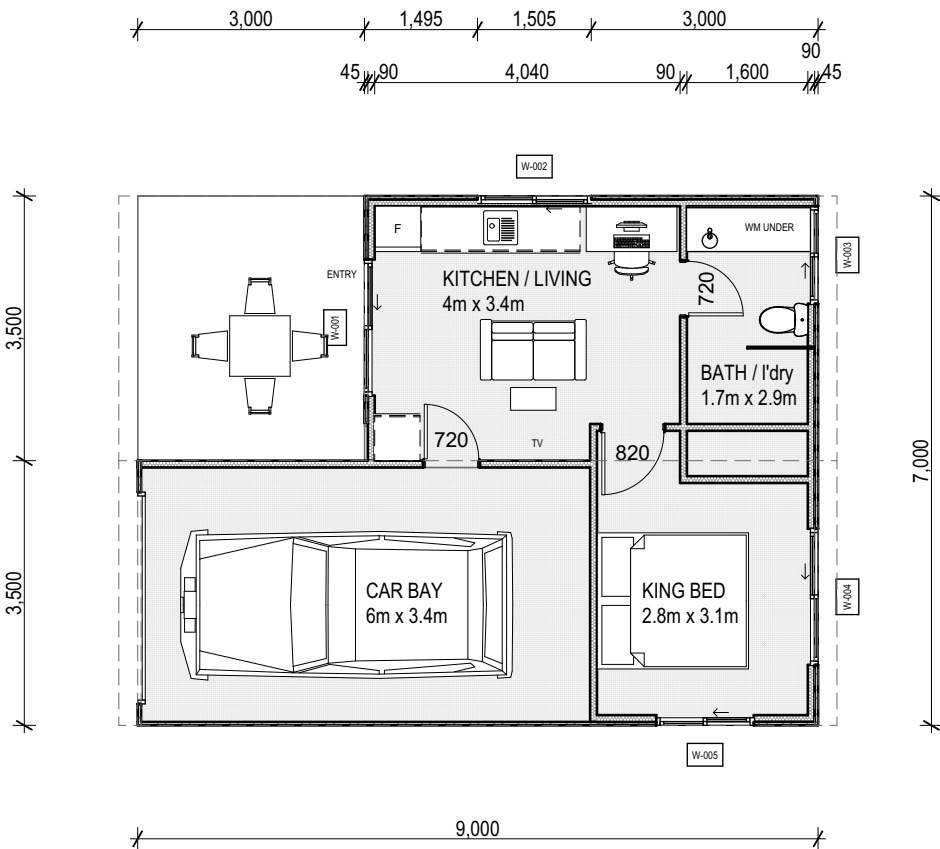 3,000
1,495
1,505
3,000
90
45
90
4,040
90
1,600
45
W-002
F
WM UNDER
ENTRY
KITCHEN / LIVING
4m x 3.4m
720
W-003
W-001
3,500
BATH / l'dry
1.7m x 2.9m
720
TV
820
7,000
3,500
CAR BAY
6m x 3.4m
KING BED
2.8m x 3.1m
W-004
W-005
9,000